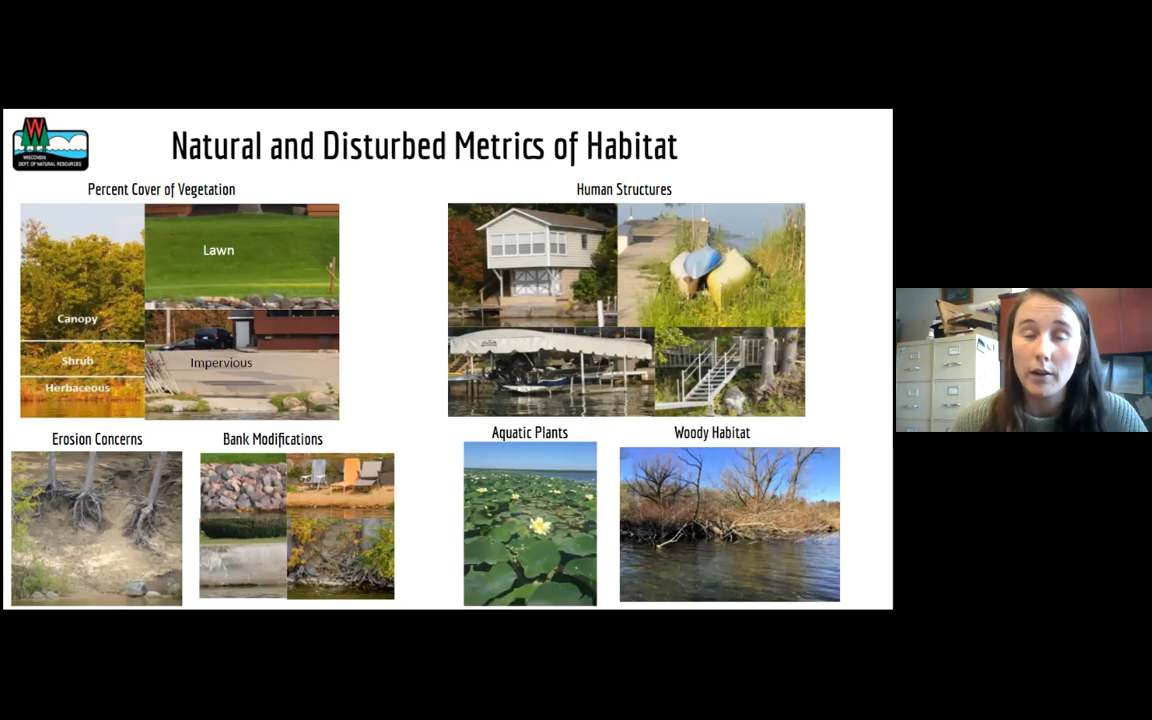 WISCONSIN
DEPT. OF NATURAL RESOURCES
Natural and Disturbed Metrics of Habitat
Percent Cover of Vegetation
Human Structures
Lawn
Canopy
Shrub
Impervious
Herbaceous
Erosion Concerns
Bank Modifications
Aquatic Plants
Woody Habitat